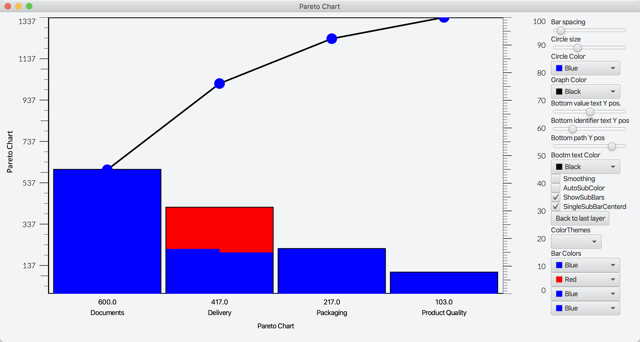 Pareto Chart
1337
1137
937
737
537
337
137
Pareto Chart
600.0
417.0
217.0
103.0
Documents
Delivery
Packaging
Product Quality
Pareto Chart
100
90
80
70
60
50
40
30
20
10
0
Bar spacing
Circle size
Circle Color
Blue
Graph Color
Black
Bottom value text Y pos.
Bottom identifier text Y pos
Bottom path Y pos
Bootm text Color
Black
Smoothing
AutoSubColor
ShowSubBars
SingleSubBarCenterd
Back to last layer
ColorThemes
Bar Colors
Blue
Red
Blue
Blue